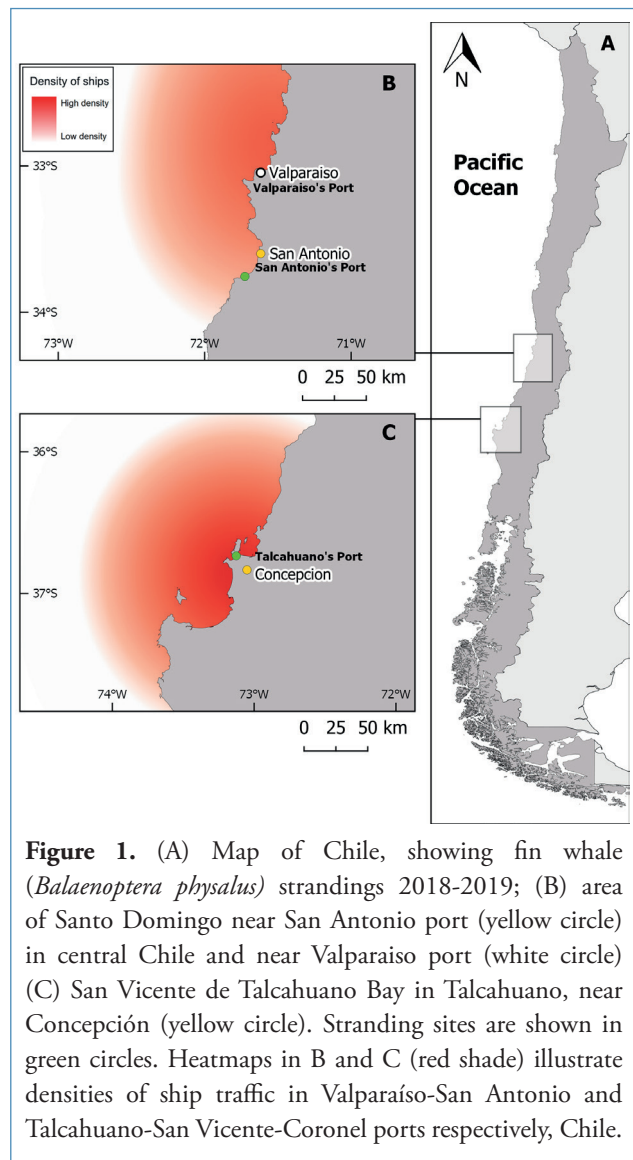 A
N
Pacific
Ocean
Density of ships
High density
Low density
B
33°S
34°S
Valparaiso
Valparaiso's Port
San Antonio
San Antonio's Port
73°W
72°W
71°W
0 25 50 km
C
36°S
37°S
Talcahuano's Port
Concepcion
74°W
73°W
72°W
0 25 50 km
Figure 1. (A) Map of Chile, showing fin whale
(Balaenoptera physalus) strandings 2018-2019; (B) area
of Santo Domingo near San Antonio port (yellow circle)
in central Chile and near Valparaiso port (white circle)
(C) San Vicente de Talcahuano Bay in Talcahuano, near
Concepción (yellow circle). Stranding sites are shown in
green circles. Heatmaps in B and C (red shade) illustrate
densities of ship traffic in Valparaíso-San Antonio and
Talcahuano-San Vicente-Coronel ports respectively, Chile.